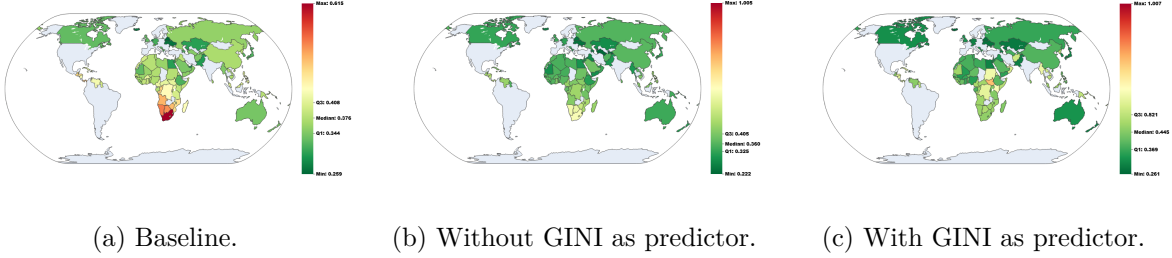 Max: 0.615
Q3: 0.408
Median: 0.376
Q1: 0.344
Min: 0.259
Max: 1.005
Q3: 0.405
Median: 0.360
Q1: 0.325
Min: 0.222
Max: 1.007
Q3: 0.521
Median: 0.445
Q1: 0.369
Min: 0.261
(a) Baseline.
(b) Without GINI as predictor.
(c) With GINI as predictor.